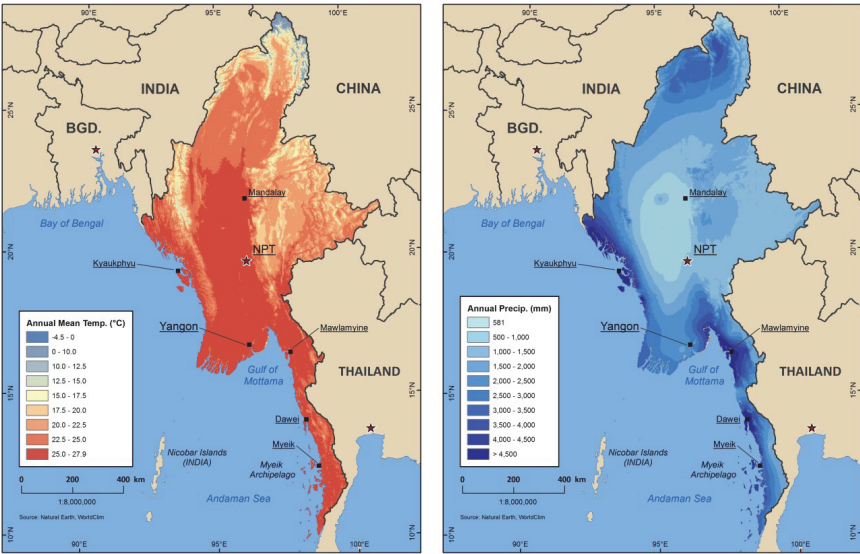 90°E
95°E
100°E
INDIA
CHINA
25°N
BGD.
Mandalay
Bay of Bengal
20°N
NPT
Kyaukphyu
Annual Mean Temp. (°C)
-4.5 - 0
0 - 10.0
10.0 - 12.5
12.5 - 15.0
15.0 - 17.5
17.5 - 20.0
20.0 - 22.5
22.5 - 25.0
25.0 - 27.9
Yangon
Mawlamyine
Gulf of
Mottama
15°N
THAILAND
Dawei
Myeik
Nicobar Islands
(INDIA)
Myeik
Archipelago
0 200 400
km
1:8,000,000
Andaman Sea
Source: Natural Earth, WorldClim
10°N
95°E
100°E
90°E
95°E
100°E
INDIA
CHINA
25°N
BGD.
Mandalay
Bay of Bengal
20°N
NPT
Kyaukphyu
Annual Precip. (mm)
581
500 - 1,000
1,000 - 1,500
1,500 - 2,000
2,000 - 2,500
2,500 - 3,000
3,000 - 3,500
3,500 - 4,000
4,000 - 4,500
> 4,500
Yangon
Mawlamyine
Gulf of
Mottama
15°N
THAILAND
Dawei
Myeik
Nicobar Islands
(INDIA)
Myeik
Archipelago
0 200 400
km
1:8,000,000
Andaman Sea
Source: Natural Earth, WorldClim
10°N
95°E
100°E